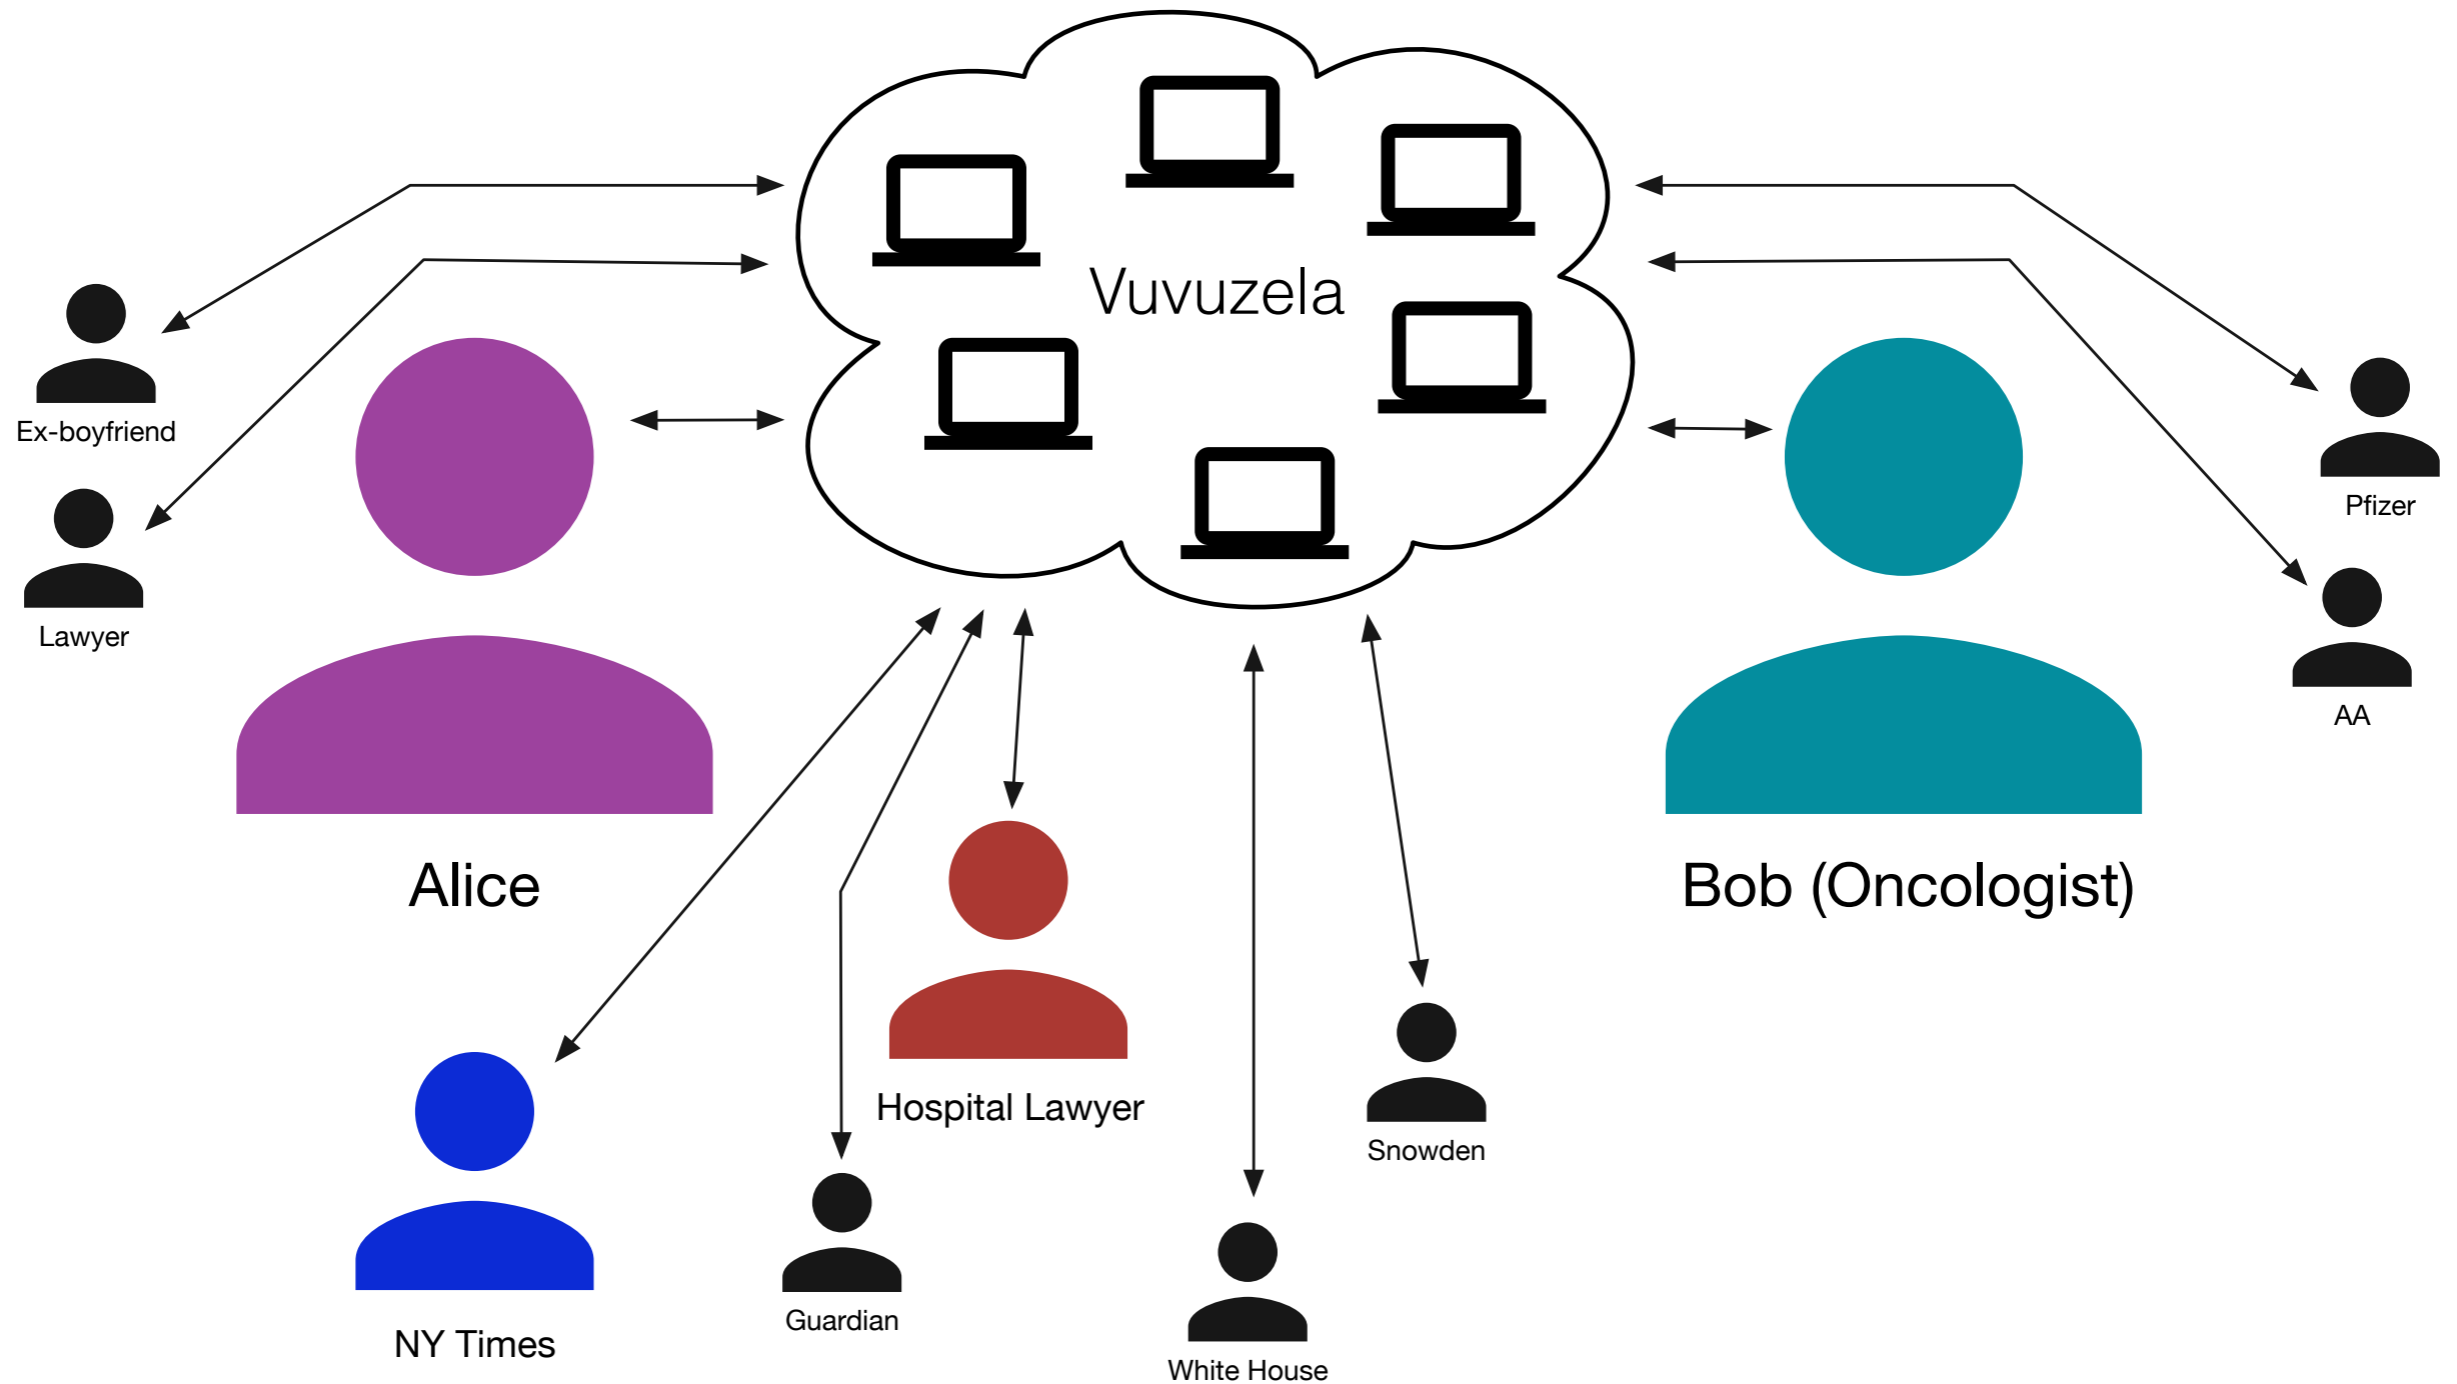 Vuvuzela
Ex-boyfriend
Lawyer
Pfizer
AA
Alice
Bob (Oncologist)
Hospital Lawyer
Snowden
Guardian
NY Times
White House